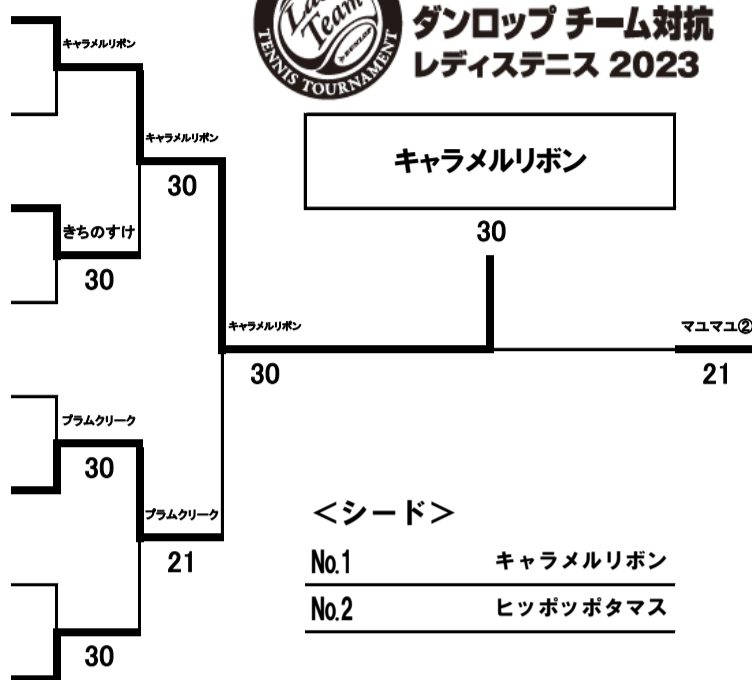 キャラメルリボン
Team
TENNIS TOURNAMENT
ダンロップ チーム対抗
レディステニス 2023
キャラメルリボン
キャラメルリボン
30
30
きちのすけ
30
キャラメルリボン
30
マユマユ②
21
プラムクリーク
30
プラムクリーク
21
30
＜シード＞
No.1 キャラメルリボン
No.2 ヒッポッポタマス